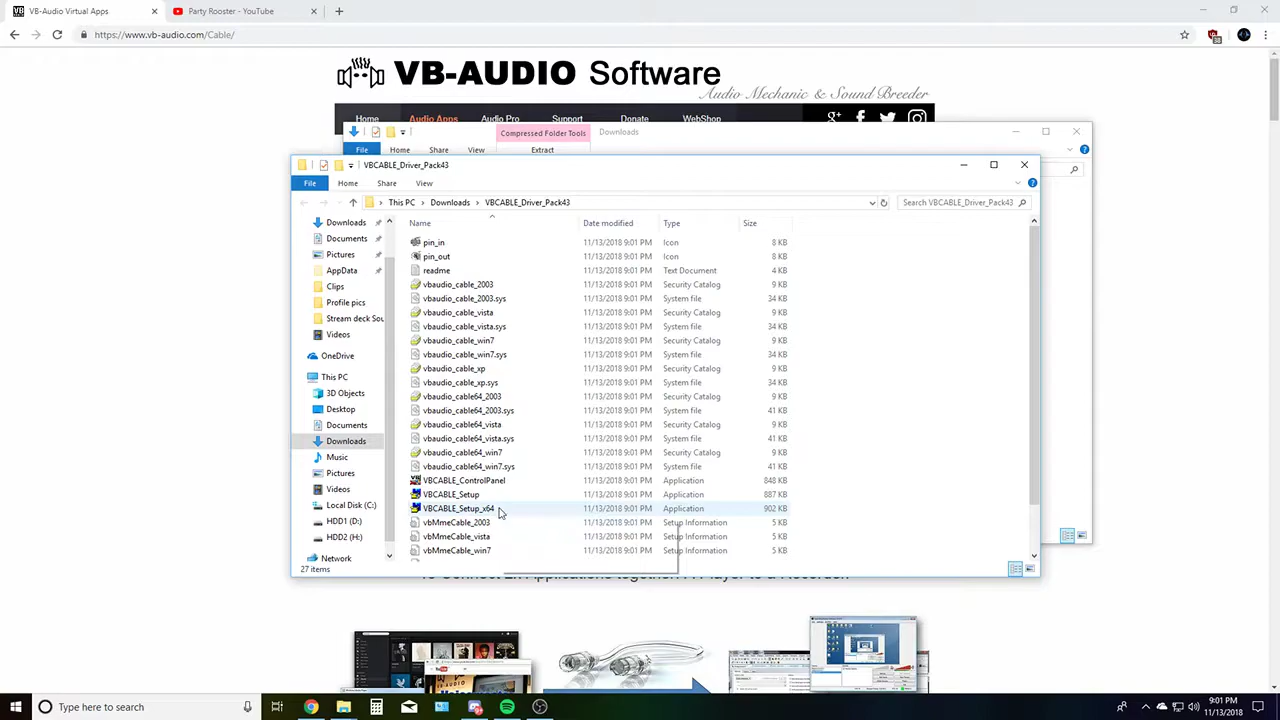 VB-Audio Virtual Apps
Party Rooster - YouTube
https://www.vb-audio.com/Cable/
VB-AUDIO Software
Audio Mechanic & Sound Breeder
Home Audio Apps Audio Pro Support Donate WebShop
Compressed Folder Tools Downloads
File Home Share View Extract
VBCABLE_Driver_Pack43
File Home Share View
This PC > Downloads > VBCABLE_Driver_Pack43
Search VBCABLE_Driver_Pack43
Downloads
Documents
Pictures
AppData
Clips
Profile pics
Stream deck Sou
Videos
OneDrive
This PC
3D Objects
Desktop
Documents
Downloads
Music
Pictures
Videos
Local Disk (C:)
HDD1 (D:)
HDD2 (H:)
Network
Name Date modified Type Size
pin_in 11/13/2018 9:01 PM Icon 8 KB
pin_out 11/13/2018 9:01 PM Icon 8 KB
readme 11/13/2018 9:01 PM Text Document 4 KB
vbaudio_cable_2003 11/13/2018 9:01 PM Security Catalog 9 KB
vbaudio_cable_2003.sys 11/13/2018 9:01 PM System file 34 KB
vbaudio_cable_vista 11/13/2018 9:01 PM Security Catalog 9 KB
vbaudio_cable_vista.sys 11/13/2018 9:01 PM System file 34 KB
vbaudio_cable_win7 11/13/2018 9:01 PM Security Catalog 9 KB
vbaudio_cable_win7.sys 11/13/2018 9:01 PM System file 34 KB
vbaudio_cable_xp 11/13/2018 9:01 PM Security Catalog 9 KB
vbaudio_cable_xp.sys 11/13/2018 9:01 PM System file 34 KB
vbaudio_cable64_2003 11/13/2018 9:01 PM Security Catalog 9 KB
vbaudio_cable64_2003.sys 11/13/2018 9:01 PM System file 41 KB
vbaudio_cable64_vista 11/13/2018 9:01 PM Security Catalog 9 KB
vbaudio_cable64_vista.sys 11/13/2018 9:01 PM System file 41 KB
vbaudio_cable64_win7 11/13/2018 9:01 PM Security Catalog 9 KB
vbaudio_cable64_win7.sys 11/13/2018 9:01 PM System file 41 KB
VBCABLE_ControlPanel 11/13/2018 9:01 PM Application 848 KB
VBCABLE_Setup 11/13/2018 9:01 PM Application 887 KB
VBCABLE_Setup_x64 11/13/2018 9:01 PM Application 902 KB
vbMmeCable_2003 11/13/2018 9:01 PM Setup Information 5 KB
vbMmeCable_vista 11/13/2018 9:01 PM Setup Information 5 KB
vbMmeCable_win7 11/13/2018 9:01 PM Setup Information 5 KB
27 items
Type here to search
9:01 PM
11/13/2018